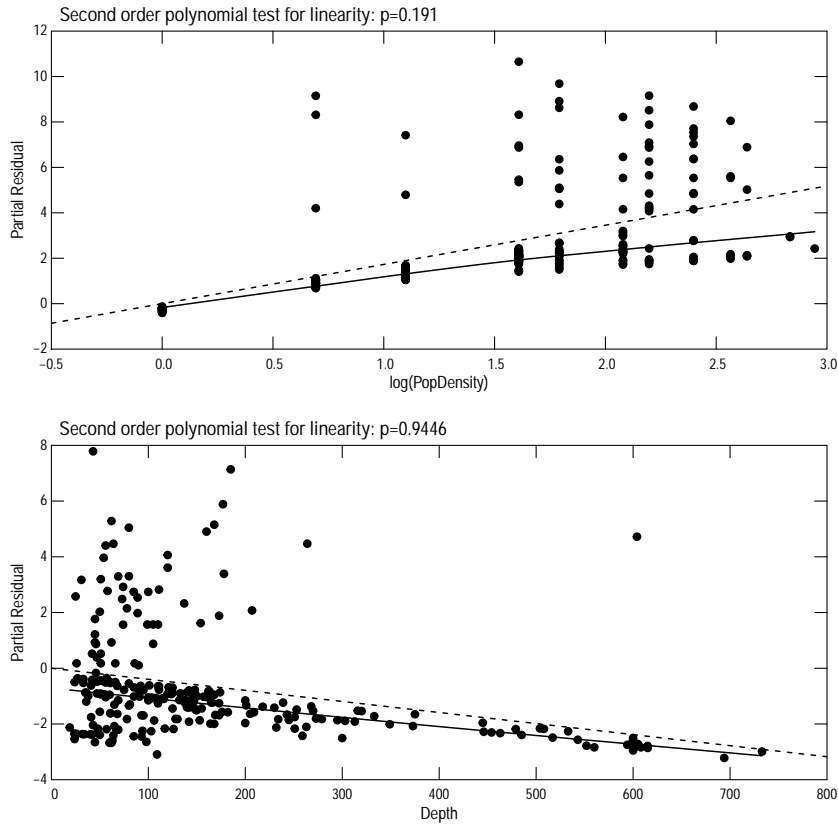 Second order polynomial test for linearity: p=0.191
12
10
8
6
4
2
0
−2
Partial Residual
−0.5 0.0 0.5 1.0 1.5 2.0 2.5 3.0
log(PopDensity)
Second order polynomial test for linearity: p=0.9446
8
6
4
2
0
−2
−4
Partial Residual
0 100 200 300 400 500 600 700 800
Depth